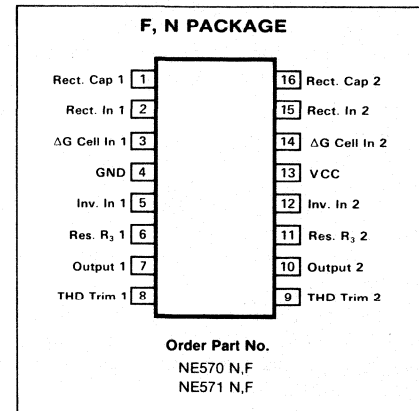 F, N PACKAGE
Rect. Cap 1 1 16 Rect. Cap 2
Rect. In 1 2 15 Rect. In 2
ΔG Cell In 1 3 14 ΔG Cell In 2
GND 4 13 VCC
Inv. In 1 5 12 Inv. In 2
Res. R₃ 1 6 11 Res. R₃ 2
Output 1 7 10 Output 2
THD Trim 1 8 9 THD Trim 2
Order Part No.
NE570 N,F
NE571 N,F